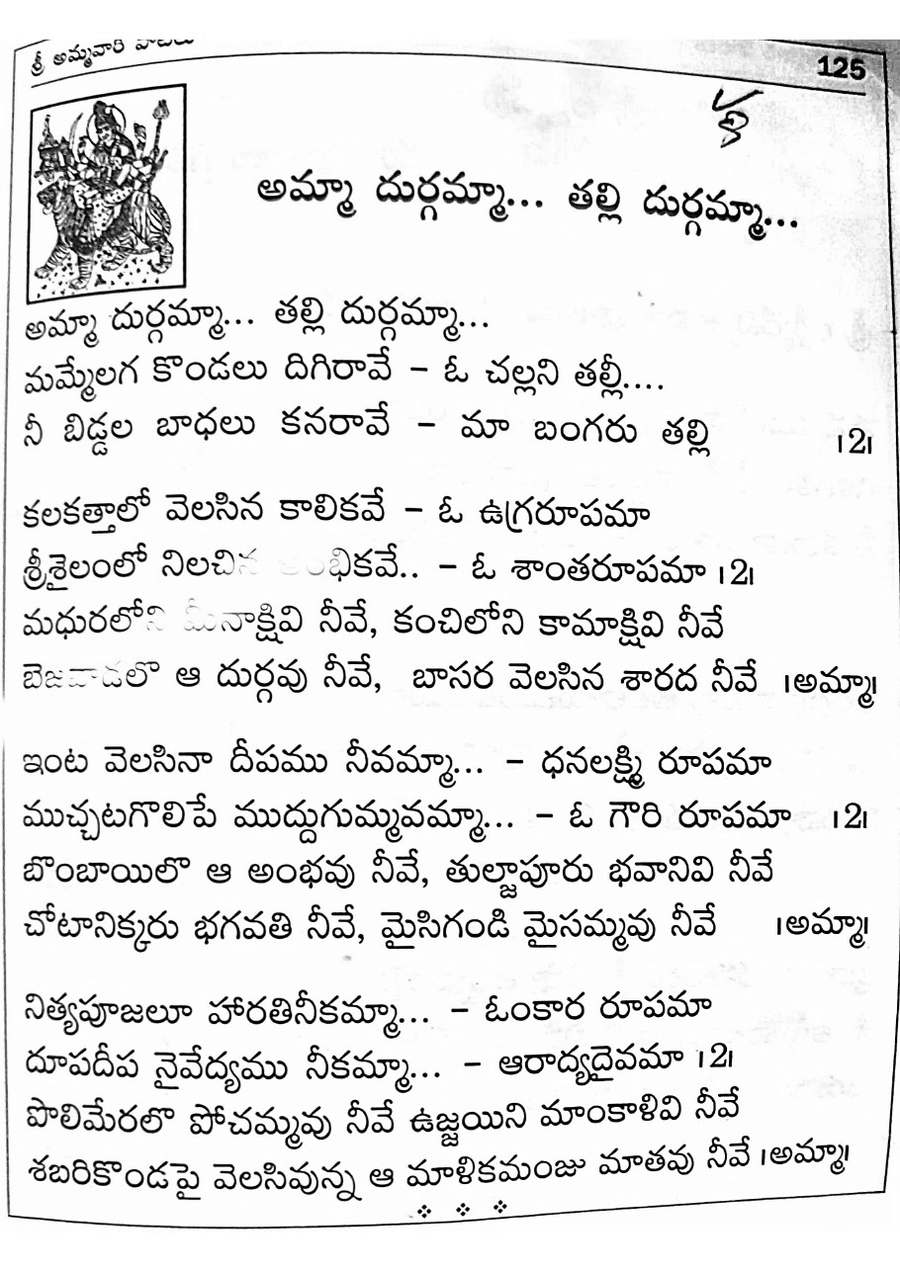 శ్రీ అమ్మవారి పాటలు
125
అమ్మా దుర్గమ్మా... తల్లి దుర్గమ్మా...
అమ్మా దుర్గమ్మా... తల్లి దుర్గమ్మా...
మమ్మేలగ కొండలు దిగిరావే – ఓ చల్లని తల్లీ....
నీ బిడ్డల బాధలు కనరావే – మా బంగరు తల్లి ।2।
కలకత్తాలో వెలసిన కాలికవే – ఓ ఉగ్రరూపమా
శ్రీశైలంలో నిలచిన .. – ఓ శాంతరూపమా ।2।
మధురలోని మీనాక్షివి నీవే, కంచిలోని కామాక్షివి నీవే
బెజవాడలొ ఆ దుర్గవు నీవే, బాసర వెలసిన శారద నీవే ।అమ్మా।
ఇంట వెలసినా దీపము నీవమ్మా... – ధనలక్ష్మి రూపమా
ముచ్చటగొలిపే ముద్దుగుమ్మవమ్మా... – ఓ గౌరి రూపమా ।2।
బొంబాయిలొ ఆ అంభవు నీవే, తుల్జాపూరు భవానివి నీవే
చోటానిక్కరు భగవతి నీవే, మైసిగండి మైసమ్మవు నీవే ।అమ్మా।
నిత్యపూజలూ హారతినీకమ్మా... – ఓంకార రూపమా
దూపదీప నైవేద్యము నీకమ్మా... – ఆరాద్యదైవమా ।2।
పొలిమేరలొ పోచమ్మవు నీవే ఉజ్జయిని మాంకాళివి నీవే
శబరికొండపై వెలసివున్న ఆ మాళికమంజు మాతవు నీవే ।అమ్మా।